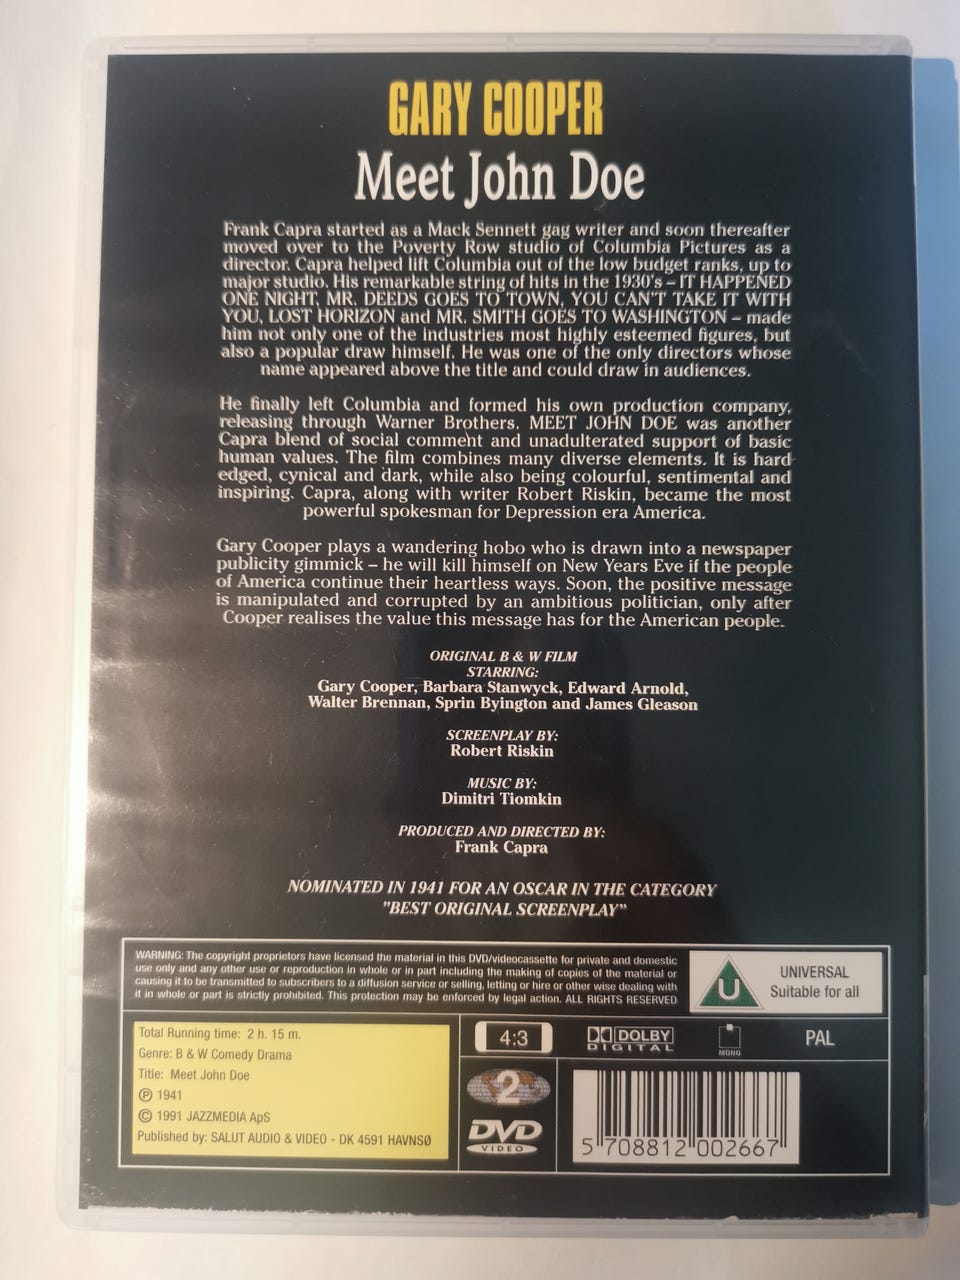 GARY COOPER
Meet John Doe
Frank Capra started as a Mack Sennett gag writer and soon thereafter
moved over to the Poverty Row studio of Columbia Pictures as a
director. Capra helped lift Columbia out of the low budget ranks, up to
major studio. His remarkable string of hits in the 1930's – IT HAPPENED
ONE NIGHT, MR. DEEDS GOES TO TOWN, YOU CAN'T TAKE IT WITH
YOU, LOST HORIZON and MR. SMITH GOES TO WASHINGTON – made
him not only one of the industries most highly esteemed figures, but
also a popular draw himself. He was one of the only directors whose
name appeared above the title and could draw in audiences.
He finally left Columbia and formed his own production company,
releasing through Warner Brothers. MEET JOHN DOE was another
Capra blend of social comment and unadulterated support of basic
human values. The film combines many diverse elements. It is hard-
edged, cynical and dark, while also being colourful, sentimental and
inspiring. Capra, along with writer Robert Riskin, became the most
powerful spokesman for Depression era America.
Gary Cooper plays a wandering hobo who is drawn into a newspaper
publicity gimmick – he will kill himself on New Years Eve if the people
of America continue their heartless ways. Soon, the positive message
is manipulated and corrupted by an ambitious politician, only after
Cooper realises the value this message has for the American people.
ORIGINAL B & W FILM
STARRING:
Gary Cooper, Barbara Stanwyck, Edward Arnold,
Walter Brennan, Sprin Byington and James Gleason
SCREENPLAY BY:
Robert Riskin
MUSIC BY:
Dimitri Tiomkin
PRODUCED AND DIRECTED BY:
Frank Capra
NOMINATED IN 1941 FOR AN OSCAR IN THE CATEGORY
"BEST ORIGINAL SCREENPLAY"
WARNING: The copyright proprietors have licensed the material in this DVD/videocassette for private and domestic
use only and any other use or reproduction in whole or in part including the making of copies of the material or
causing it to be transmitted to subscribers to a diffusion service or selling, letting or hire or other wise dealing with
it in whole or part is strictly prohibited. This protection may be enforced by legal action. ALL RIGHTS RESERVED
U
UNIVERSAL
Suitable for all
Total Running time: 2 h. 15 m.
Genre: B & W Comedy Drama
Title: Meet John Doe
℗ 1941
© 1991 JAZZMEDIA ApS
Published by: SALUT AUDIO & VIDEO - DK 4591 HAVNSØ
4:3
DOLBY
DIGITAL
MONO
PAL
2
DVD
VIDEO
5 708812 002667